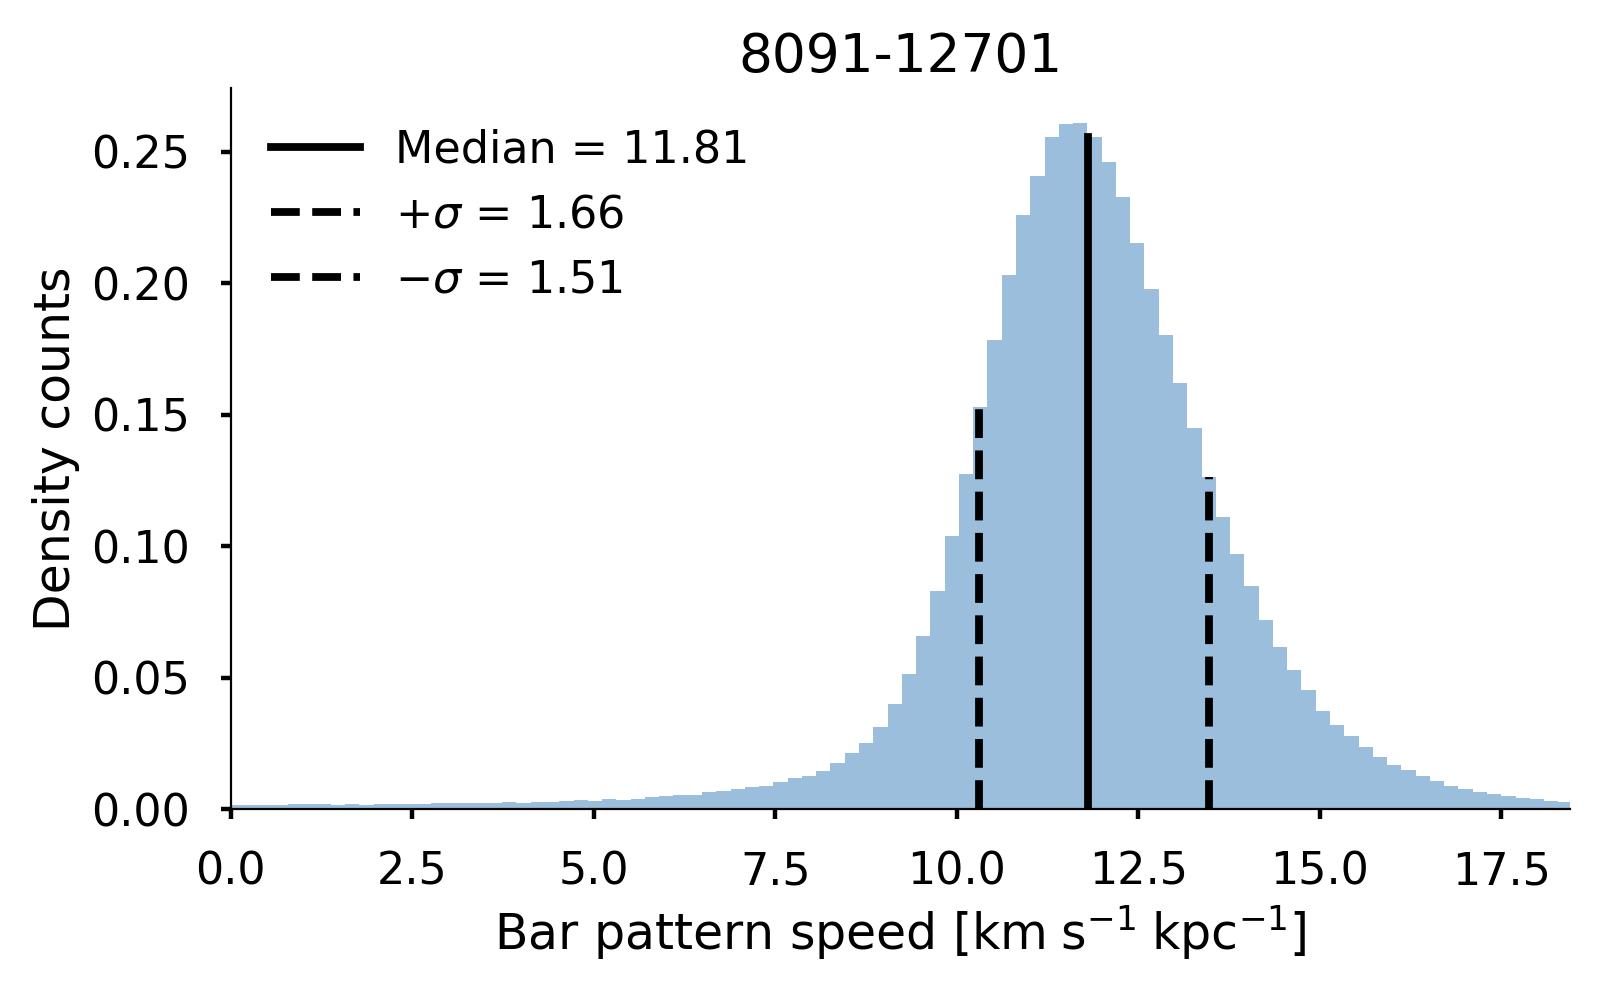 8091-12701
Median = 11.81
+σ = 1.66
−σ = 1.51
Density counts
0.25
0.20
0.15
0.10
0.05
0.00
0.0 2.5 5.0 7.5 10.0 12.5 15.0 17.5
Bar pattern speed [km s⁻¹ kpc⁻¹]